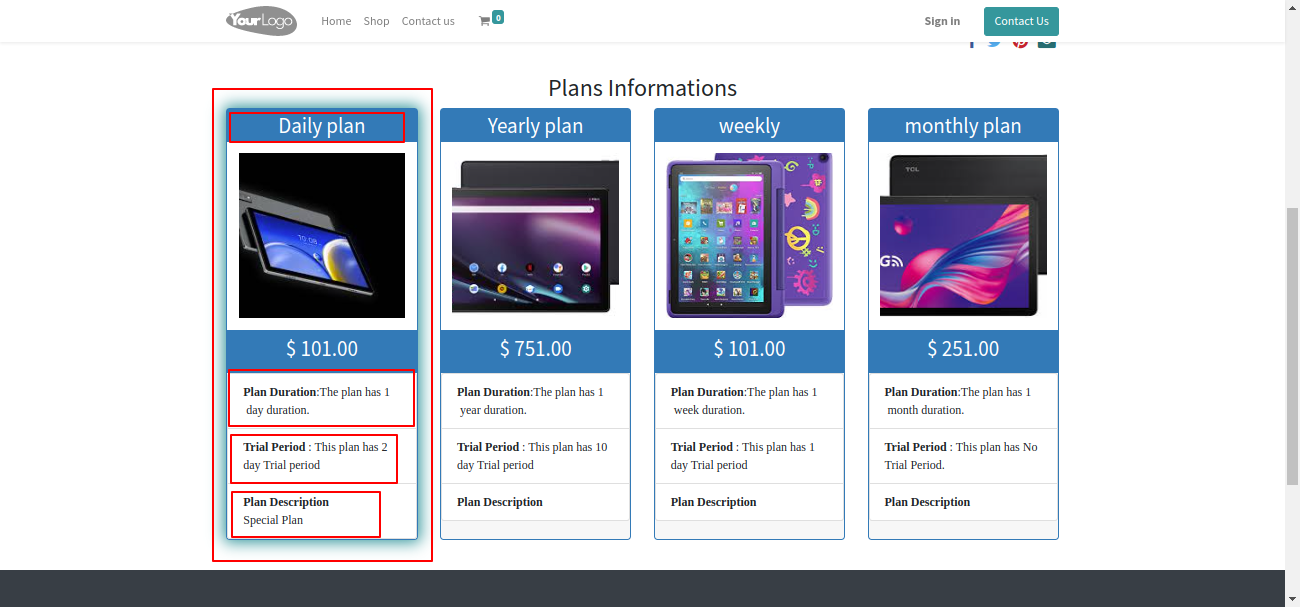 YourLogo
Home Shop Contact us 0
Sign in
Contact Us
Plans Informations
Daily plan
$ 101.00
Plan Duration:The plan has 1
day duration.
Trial Period : This plan has 2
day Trial period
Plan Description
Special Plan
Yearly plan
$ 751.00
Plan Duration:The plan has 1
year duration.
Trial Period : This plan has 10
day Trial period
Plan Description
weekly
$ 101.00
Plan Duration:The plan has 1
week duration.
Trial Period : This plan has 1
day Trial period
Plan Description
monthly plan
TCL
$ 251.00
Plan Duration:The plan has 1
month duration.
Trial Period : This plan has No
Trial Period.
Plan Description